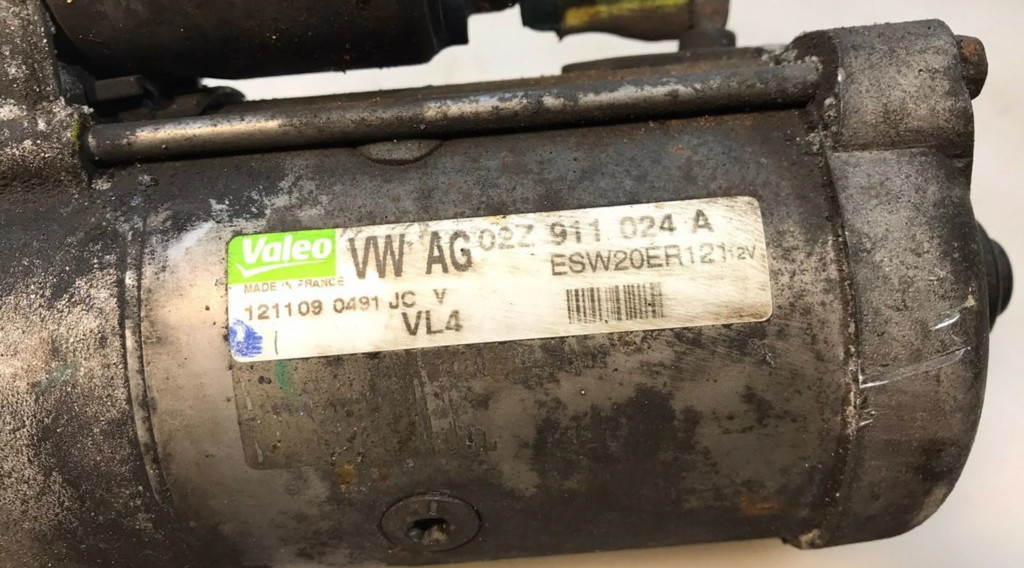 Valeo VW AG 02Z 911 024 A
MADE IN FRANCE ESW20ER121 12V
121109 0491 JC V
VL4